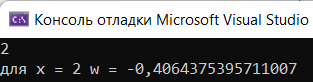 Консоль отладки Microsoft Visual Studio
2
для x = 2 w = -0,4064375395711007